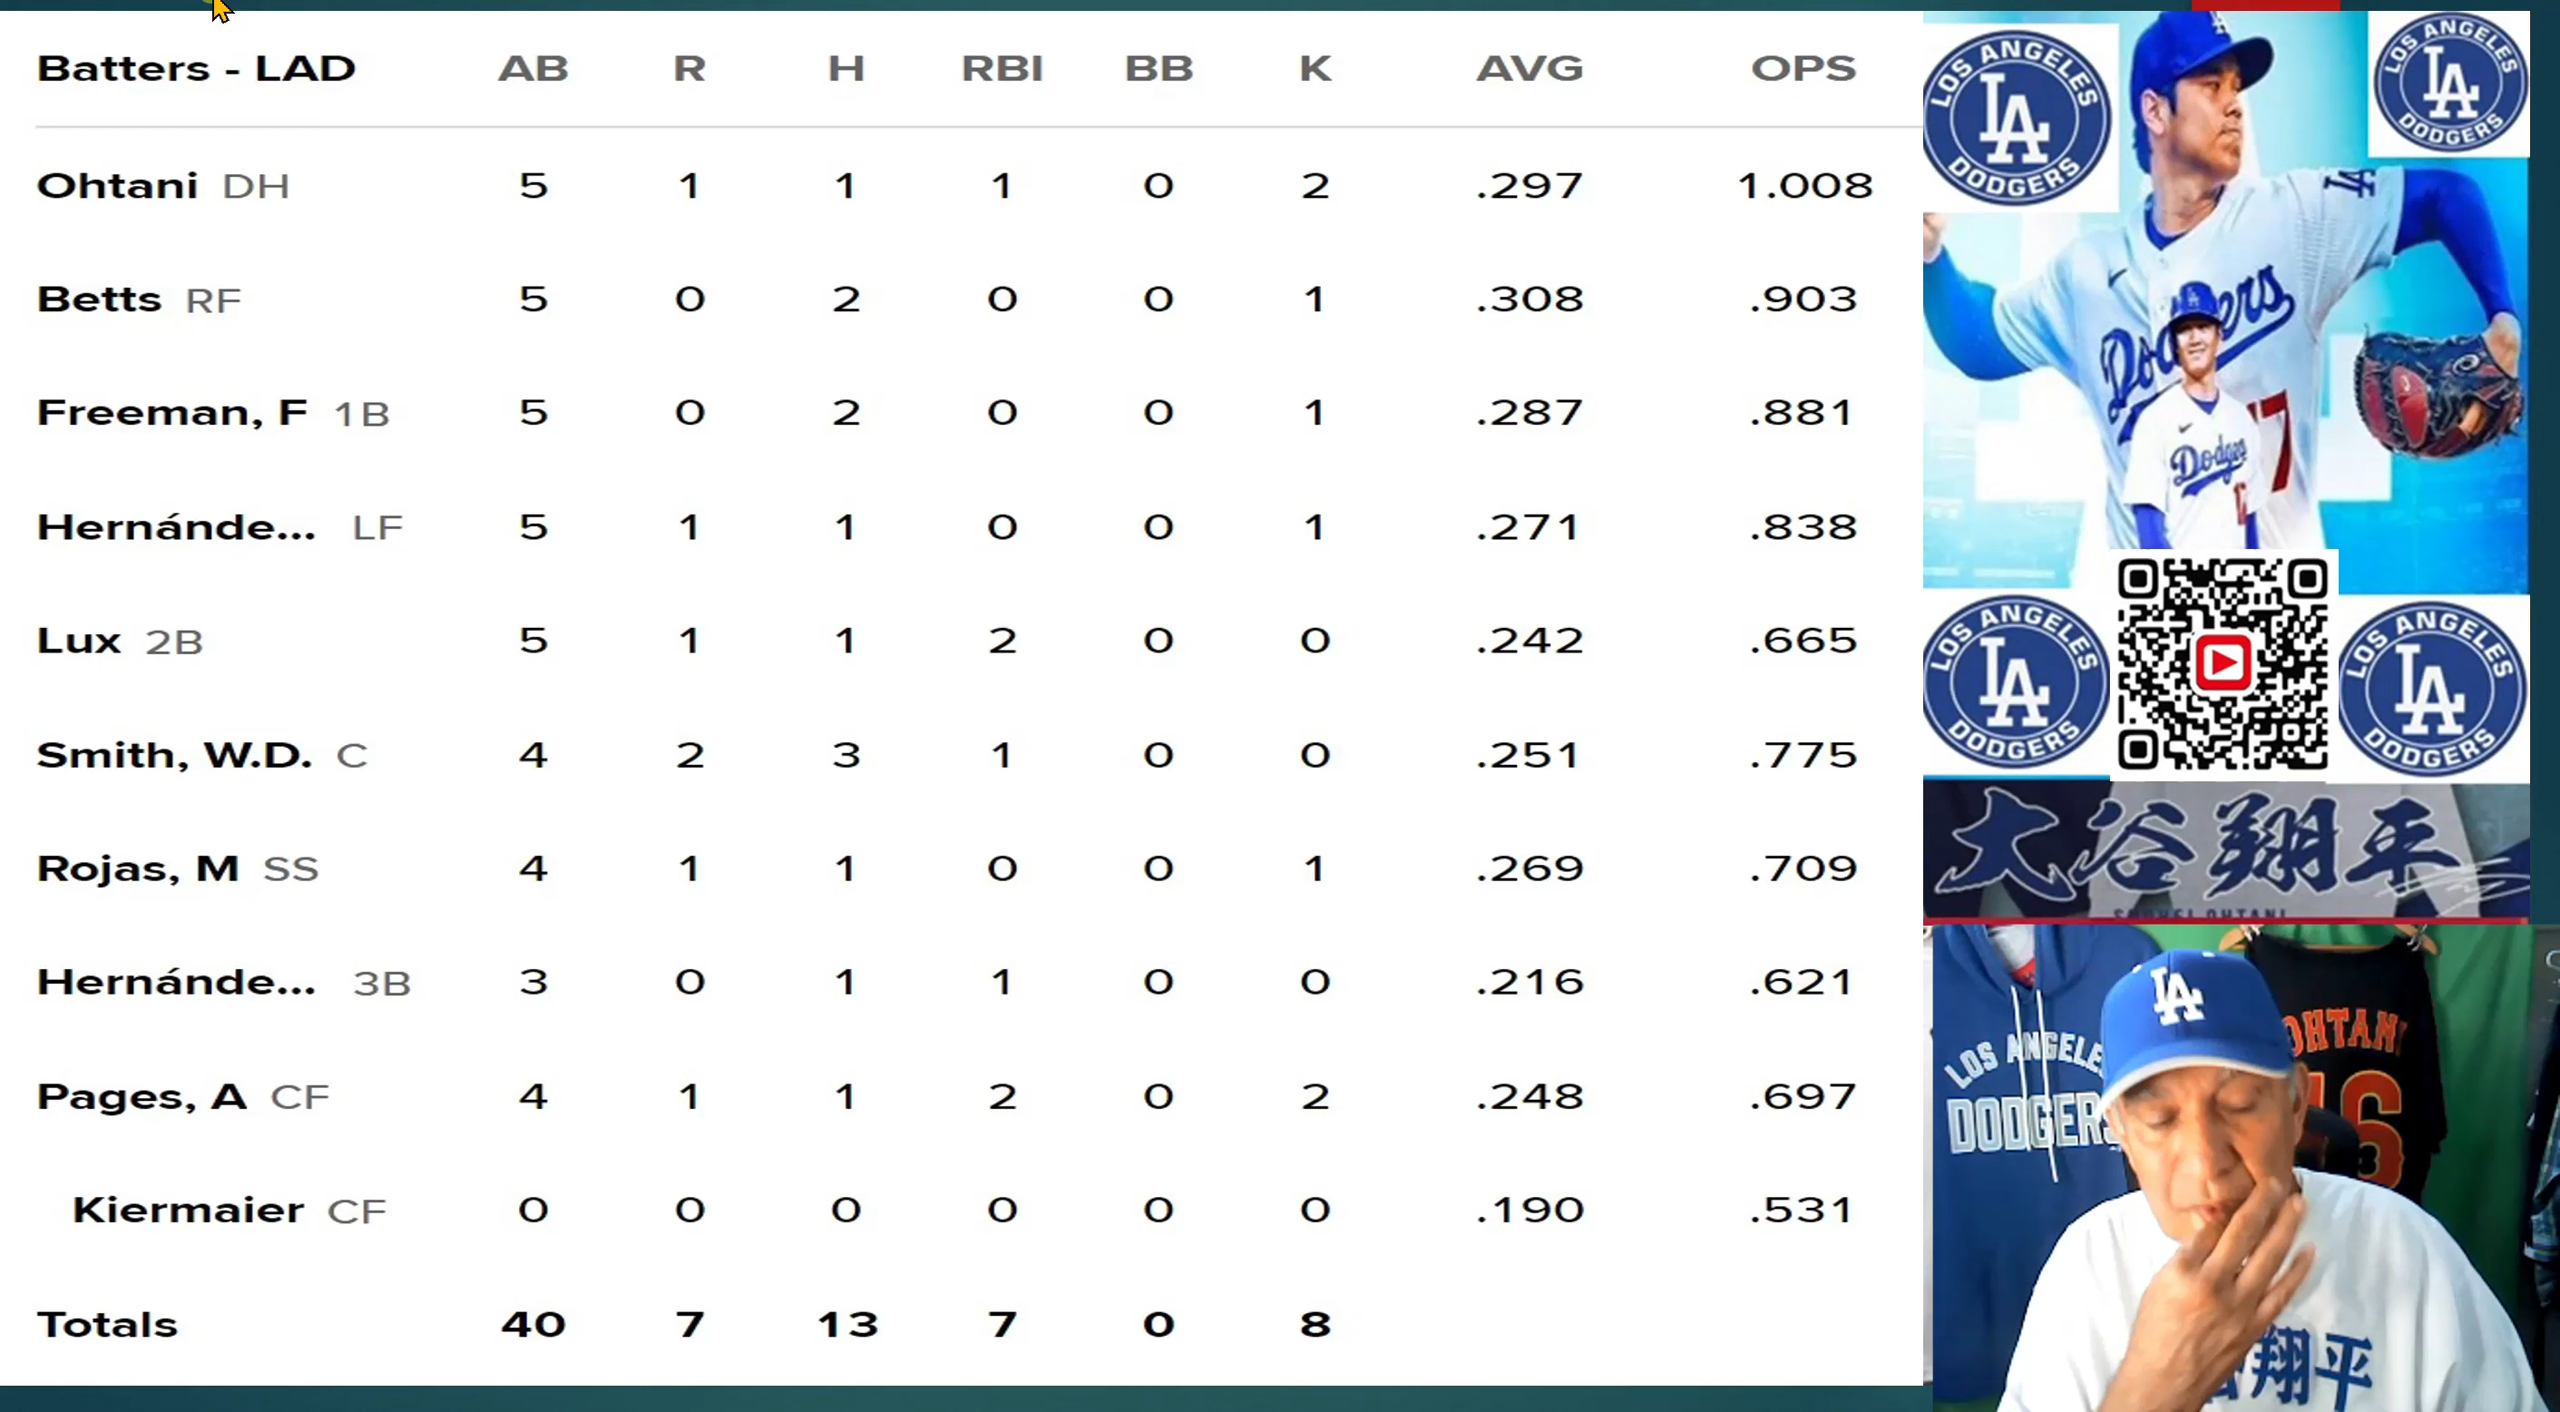 Batters - LAD AB R H RBI BB K AVG OPS
Ohtani DH 5 1 1 1 0 2 .297 1.008
Betts RF 5 0 2 0 0 1 .308 .903
Freeman, F 1B 5 0 2 0 0 1 .287 .881
Hernánde... LF 5 1 1 0 0 1 .271 .838
Lux 2B 5 1 1 2 0 0 .242 .665
Smith, W.D. C 4 2 3 1 0 0 .251 .775
Rojas, M SS 4 1 1 0 0 1 .269 .709
Hernánde... 3B 3 0 1 1 0 0 .216 .621
Pages, A CF 4 1 1 2 0 2 .248 .697
Kiermaier CF 0 0 0 0 0 0 .190 .531
Totals 40 7 13 7 0 8
LOS ANGELES
LA
DODGERS
LOS ANGELES
LA
DODGERS
LA
Dodgers
7
Dodgers
LOS ANGELES
LA
DODGERS
LOS ANGELES
LA
DODGERS
大谷翔平
SHOHEI OHTANI
LA
LOS ANGELES
DODGERS
OHTANI
16
翔平